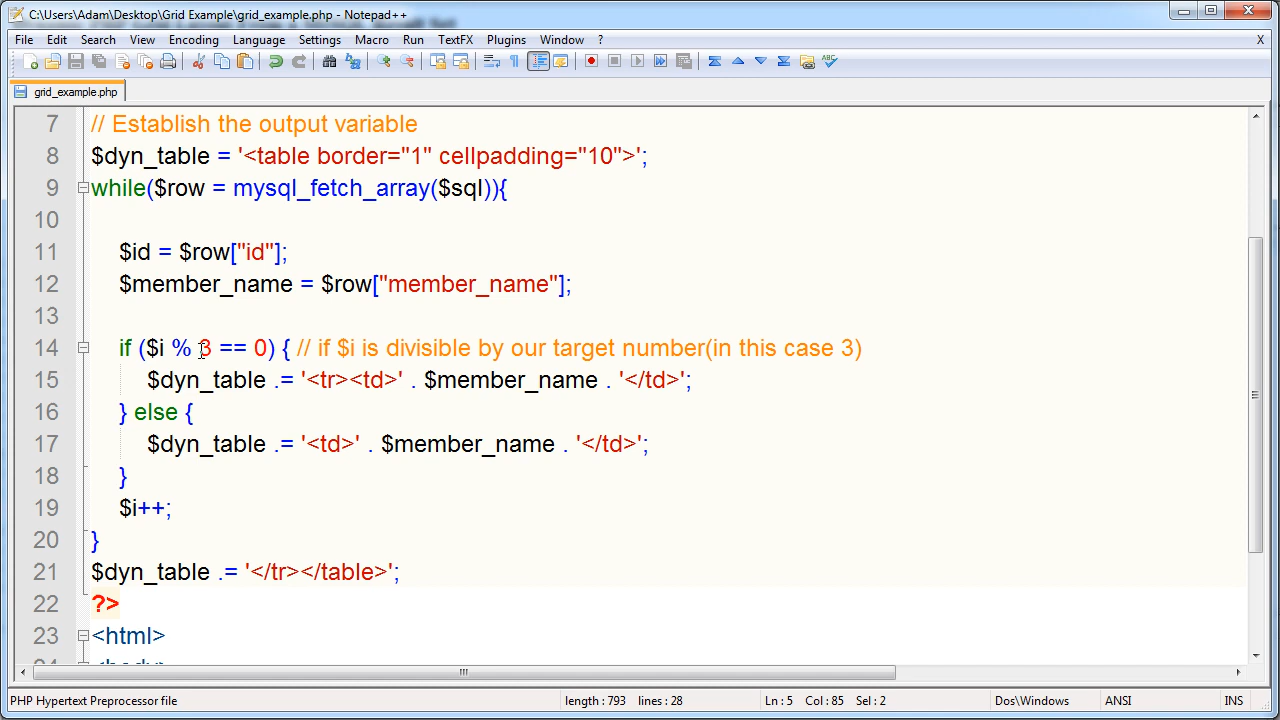 C:\Users\Adam\Desktop\Grid Example\grid_example.php - Notepad++
File Edit Search View Encoding Language Settings Macro Run TextFX Plugins Window ? X
grid_example.php
7 // Establish the output variable
8 $dyn_table = '<table border="1" cellpadding="10">';
9 while($row = mysql_fetch_array($sql)){
10
11 $id = $row["id"];
12 $member_name = $row["member_name"];
13
14 if ($i % 3 == 0) { // if $i is divisible by our target number(in this case 3)
15 $dyn_table .= '<tr><td>' . $member_name . '</td>';
16 } else {
17 $dyn_table .= '<td>' . $member_name . '</td>';
18 }
19 $i++;
20 }
21 $dyn_table .= '</tr></table>';
22 ?>
23 <html>
24 <body>
PHP Hypertext Preprocessor file length : 793 lines : 28 Ln : 5 Col : 85 Sel : 2 Dos\Windows ANSI INS